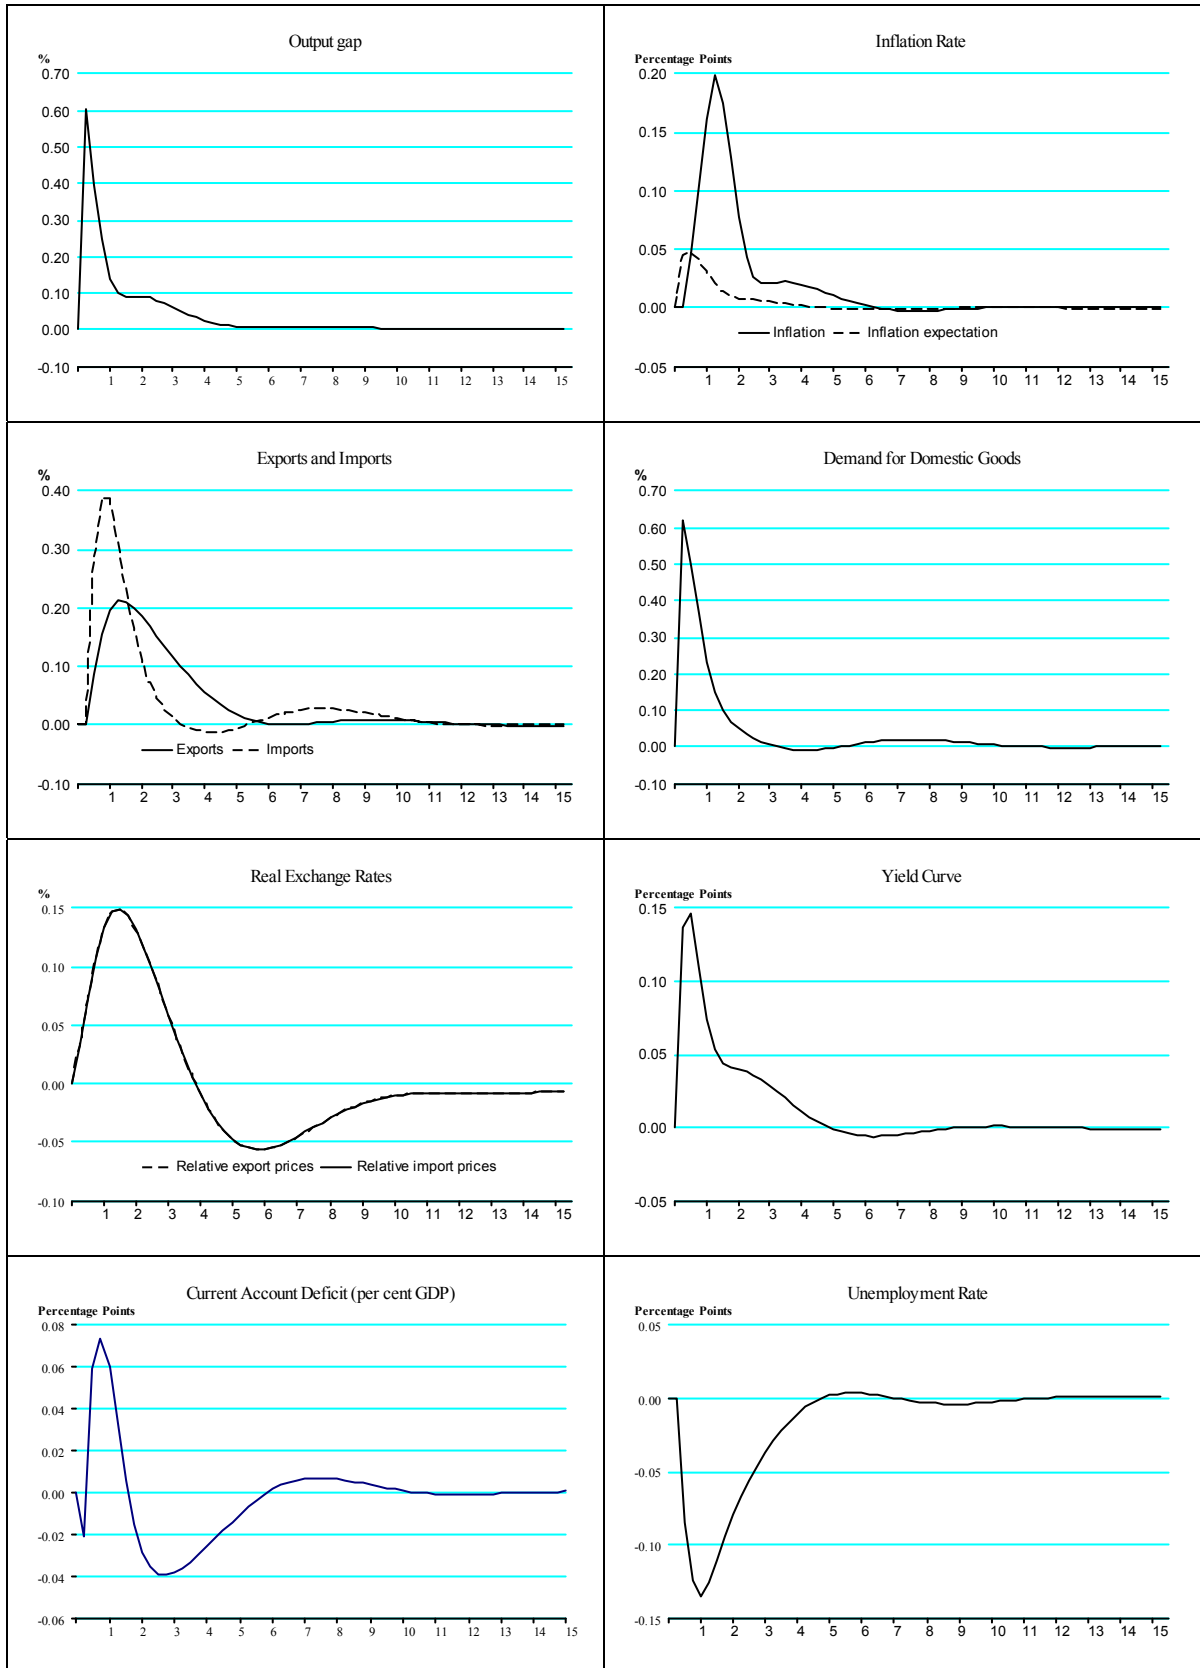 Output gap
%
0.70
0.60
0.50
0.40
0.30
0.20
0.10
0.00
-0.10
1 2 3 4 5 6 7 8 9 10 11 12 13 14 15
Inflation Rate
Percentage Points
0.20
0.15
0.10
0.05
0.00
Inflation Inflation expectation
-0.05
1 2 3 4 5 6 7 8 9 10 11 12 13 14 15
Exports and Imports
%
0.40
0.30
0.20
0.10
0.00
Exports Imports
-0.10
1 2 3 4 5 6 7 8 9 10 11 12 13 14 15
Demand for Domestic Goods
%
0.70
0.60
0.50
0.40
0.30
0.20
0.10
0.00
-0.10
1 2 3 4 5 6 7 8 9 10 11 12 13 14 15
Real Exchange Rates
%
0.15
0.10
0.05
0.00
-0.05
Relative export prices Relative import prices
-0.10
1 2 3 4 5 6 7 8 9 10 11 12 13 14 15
Yield Curve
Percentage Points
0.15
0.10
0.05
0.00
-0.05
1 2 3 4 5 6 7 8 9 10 11 12 13 14 15
Current Account Deficit (per cent GDP)
Percentage Points
0.08
0.06
0.04
0.02
0.00
-0.02
-0.04
-0.06
1 2 3 4 5 6 7 8 9 10 11 12 13 14 15
Unemployment Rate
Percentage Points
0.05
0.00
-0.05
-0.10
-0.15
1 2 3 4 5 6 7 8 9 10 11 12 13 14 15